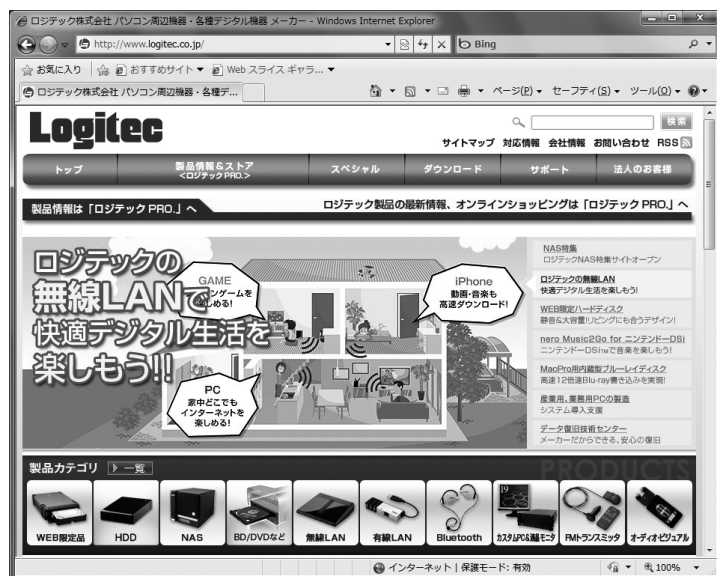 ロジテック株式会社 パソコン周辺機器・各種デジタル機器 メーカー - Windows Internet Explorer
http://www.logitec.co.jp/
Bing
お気に入り おすすめサイト Web スライス ギャラ...
ロジテック株式会社 パソコン周辺機器・各種デ...
ページ(P) セーフティ(S) ツール(O)
Logitec
検索
サイトマップ 対応情報 会社情報 お問い合わせ RSS
トップ 製品情報&ストア <ロジテックPRO.> スペシャル ダウンロード サポート 法人のお客様
製品情報は「ロジテック PRO.」へ
ロジテック製品の最新情報、オンラインショッピングは「ロジテック PRO.」へ
ロジテックの
無線LANで
快適デジタル生活を
楽しもう!!
GAME
ンゲームを
しめる!
iPhone
動画・音楽も
高速ダウンロード!
PC
家中どこでも
インターネットを
楽しめる!
NAS特集
ロジテックNAS特集サイトオープン
ロジテックの無線LAN
快適デジタル生活を楽しもう!
WEB限定ハードディスク
静音&大容量!リビングにも合うデザイン!
nero Music2Go for ニンテンドーDSi
ニンテンドーDSi™で音楽を楽しもう!
MacPro用内蔵型ブルーレイディスク
高速12倍速Blu-ray書き込みを実現!
産業用、業務用PCの製造
システム導入支援
データ復旧技術センター
メーカーだからできる、安心の復旧
製品カテゴリ 一覧
PRODUCTS
WEB限定品 HDD NAS BD/DVDなど 無線LAN 有線LAN Bluetooth カスタムPC&液晶モニタ FMトランスミッタ オーディオ・ビジュアル
インターネット | 保護モード: 有効
100%